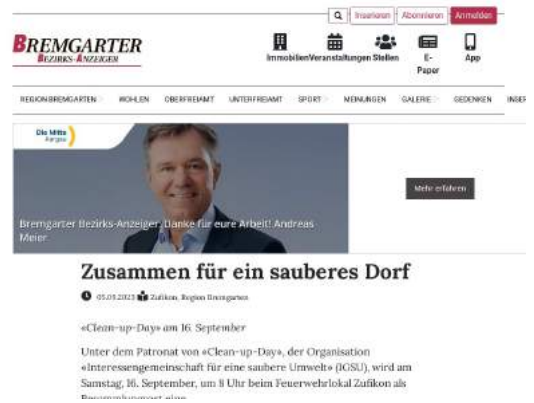 Inserieren Abonnieren Anmelden
BREMGARTER
BEZIRKS-ANZEIGER
Immobilien Veranstaltungen Stellen E-Paper App
REGION BREMGARTEN WOHLEN OBERFREIAMT UNTERFREIAMT SPORT MEINUNGEN GALERIE GEDENKEN INSER
Die Mitte
Aargau
Mehr erfahren
Bremgarter Bezirks-Anzeiger, Danke für eure Arbeit! Andreas
Meier
Zusammen für ein sauberes Dorf
05.09.2023 Zufikon, Region Bremgarten
«Clean-up-Day» am 16. September
Unter dem Patronat von «Clean-up-Day», der Organisation
«Interessengemeinschaft für eine saubere Umwelt» (IGSU), wird am
Samstag, 16. September, um 8 Uhr beim Feuerwehrlokal Zufikon als